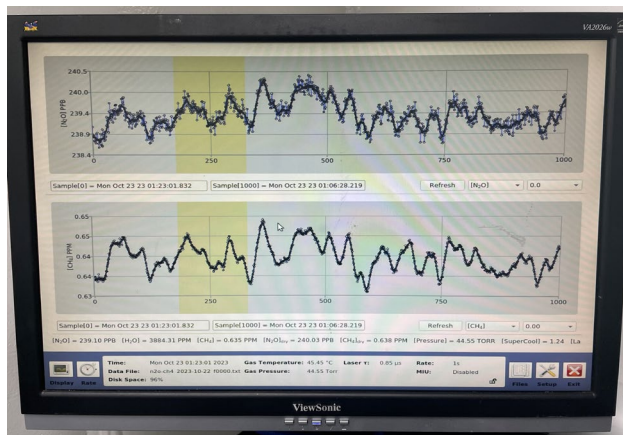 VA2026w
240.5
240.0
239.4
238.9
238.4
[N₂O] PPB
0 250 500 750 1000
Sample[0] = Mon Oct 23 23 01:23:01.832 Sample[1000] = Mon Oct 23 23 01:06:28.219 Refresh [N₂O] 0.0
0.65
0.64
0.64
0.63
[CH₄] PPM
0 250 500 750 1000
Sample[0] = Mon Oct 23 23 01:23:01.832 Sample[1000] = Mon Oct 23 23 01:06:28.219 Refresh [CH₄] 0.00
[N₂O] = 239.10 PPB [H₂O] = 3884.31 PPM [CH₄] = 0.635 PPM [N₂O] = 240.03 PPB [CH₄] = 0.638 PPM [Pressure] = 44.55 TORR [SuperCool] = 1.24 [La
Time: Mon Oct 23 01:23:01 2023 Gas Temperature: 45.45 °C Laser τ: 0.85 μs Rate: 1s
Data File: n2o-ch4 2023-10-22 f0080.txt Gas Pressure: 44.55 Torr MIU: Disabled
Disk Space: 96%
Display Rate Files Setup Exit
ViewSonic